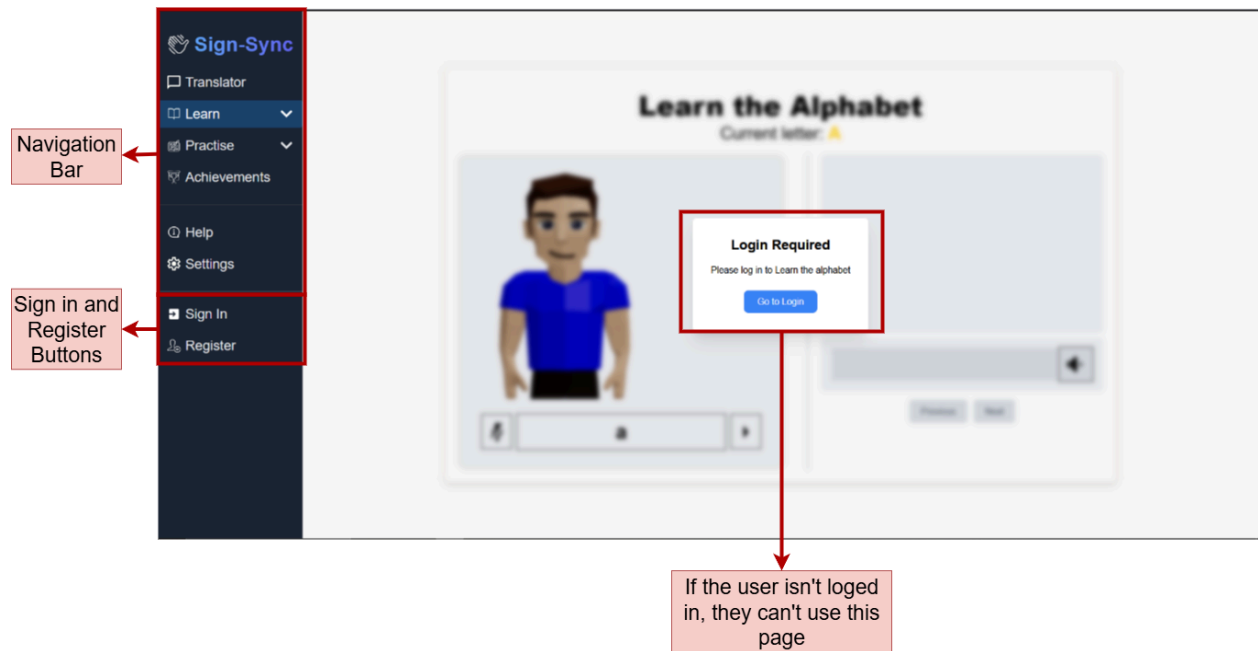 Sign-Sync
Translator
Learn
Practise
Achievements
Help
Settings
Sign In
Register
Navigation
Bar
Sign in and
Register
Buttons
Learn the Alphabet
Current letter: A
a
Login Required
Please log in to Learn the alphabet
Go to Login
Previous Next
If the user isn't loged
in, they can't use this
page